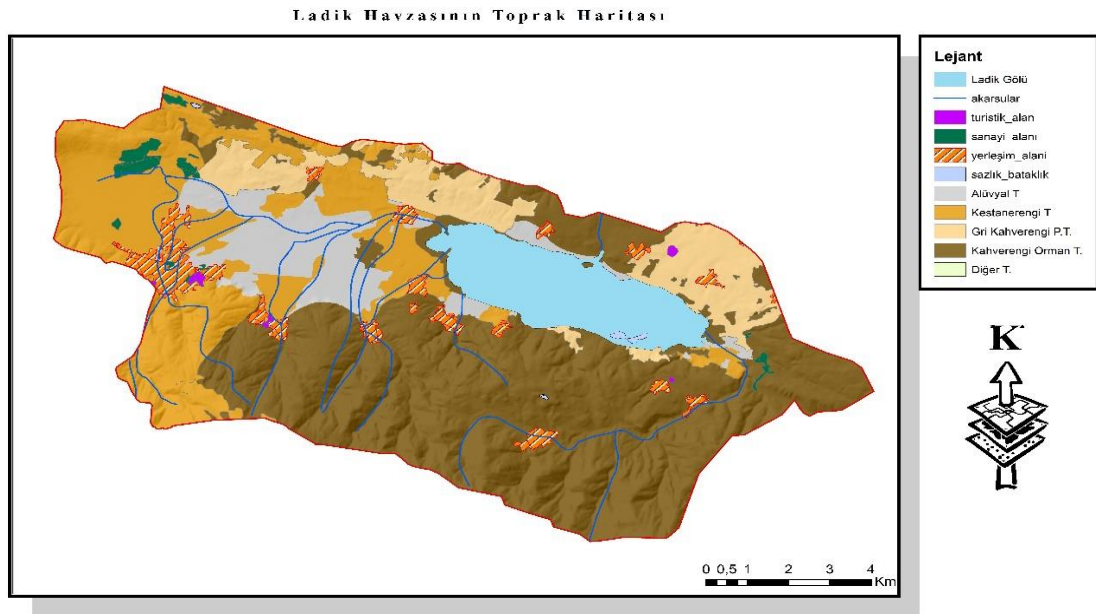 Ladik Havzasının Toprak Haritası
Lejant
Ladik Gölü
akarsular
turistik_alan
sanayi_alanı
yerleşim_alani
sazlık_bataklık
Alüvyal T
Kestanerengi T
Gri Kahverengi P.T.
Kahverengi Orman T.
Diğer T.
K
0 0,5 1 2 3 4
Km